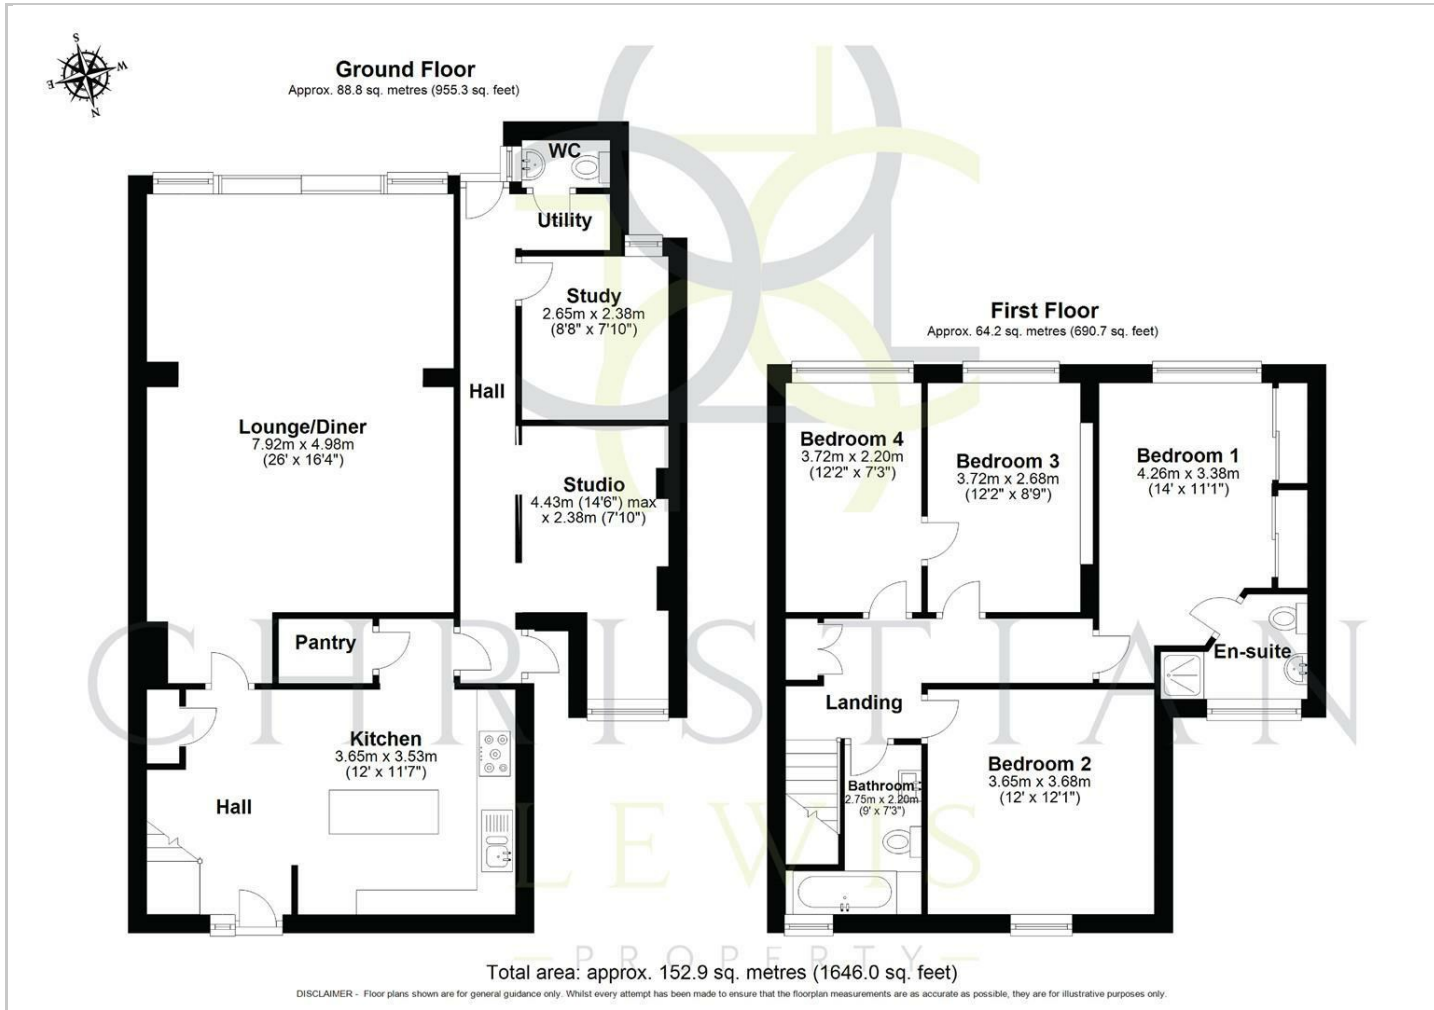 S
W
E
N
Ground Floor
Approx. 88.8 sq. metres (955.3 sq. feet)
WC
Utility
Study
2.65m x 2.38m
(8'8" x 7'10")
Hall
Lounge/Diner
7.92m x 4.98m
(26' x 16'4")
Studio
4.43m (14'6") max
x 2.38m (7'10")
Pantry
Kitchen
3.65m x 3.53m
(12' x 11'7")
Hall
First Floor
Approx. 64.2 sq. metres (690.7 sq. feet)
Bedroom 4
3.72m x 2.20m
(12'2" x 7'3")
Bedroom 3
3.72m x 2.68m
(12'2" x 8'9")
Bedroom 1
4.26m x 3.38m
(14' x 11'1")
En-suite
Landing
Bedroom 2
3.65m x 3.68m
(12' x 12'1")
Bathroom
2.75m x 2.20m
(9' x 7'3")
CHRISTIAN
LEWIS
PROPERTY
Total area: approx. 152.9 sq. metres (1646.0 sq. feet)
DISCLAIMER - Floor plans shown are for general guidance only. Whilst every attempt has been made to ensure that the floorplan measurements are as accurate as possible, they are for illustrative purposes only.